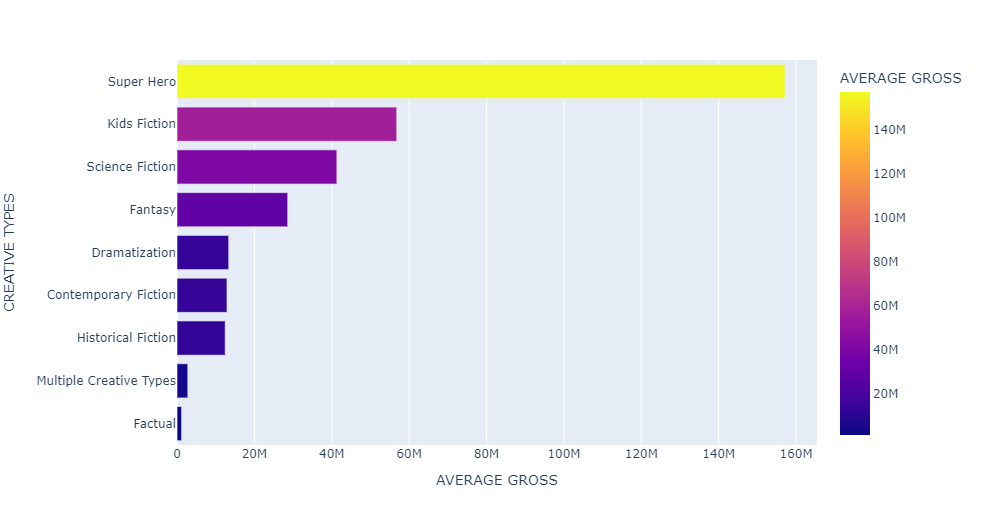 AVERAGE GROSS
Super Hero
Kids Fiction
Science Fiction
Fantasy
Dramatization
Contemporary Fiction
Historical Fiction
Multiple Creative Types
Factual
CREATIVE TYPES
0 20M 40M 60M 80M 100M 120M 140M 160M
AVERAGE GROSS
140M
120M
100M
80M
60M
40M
20M